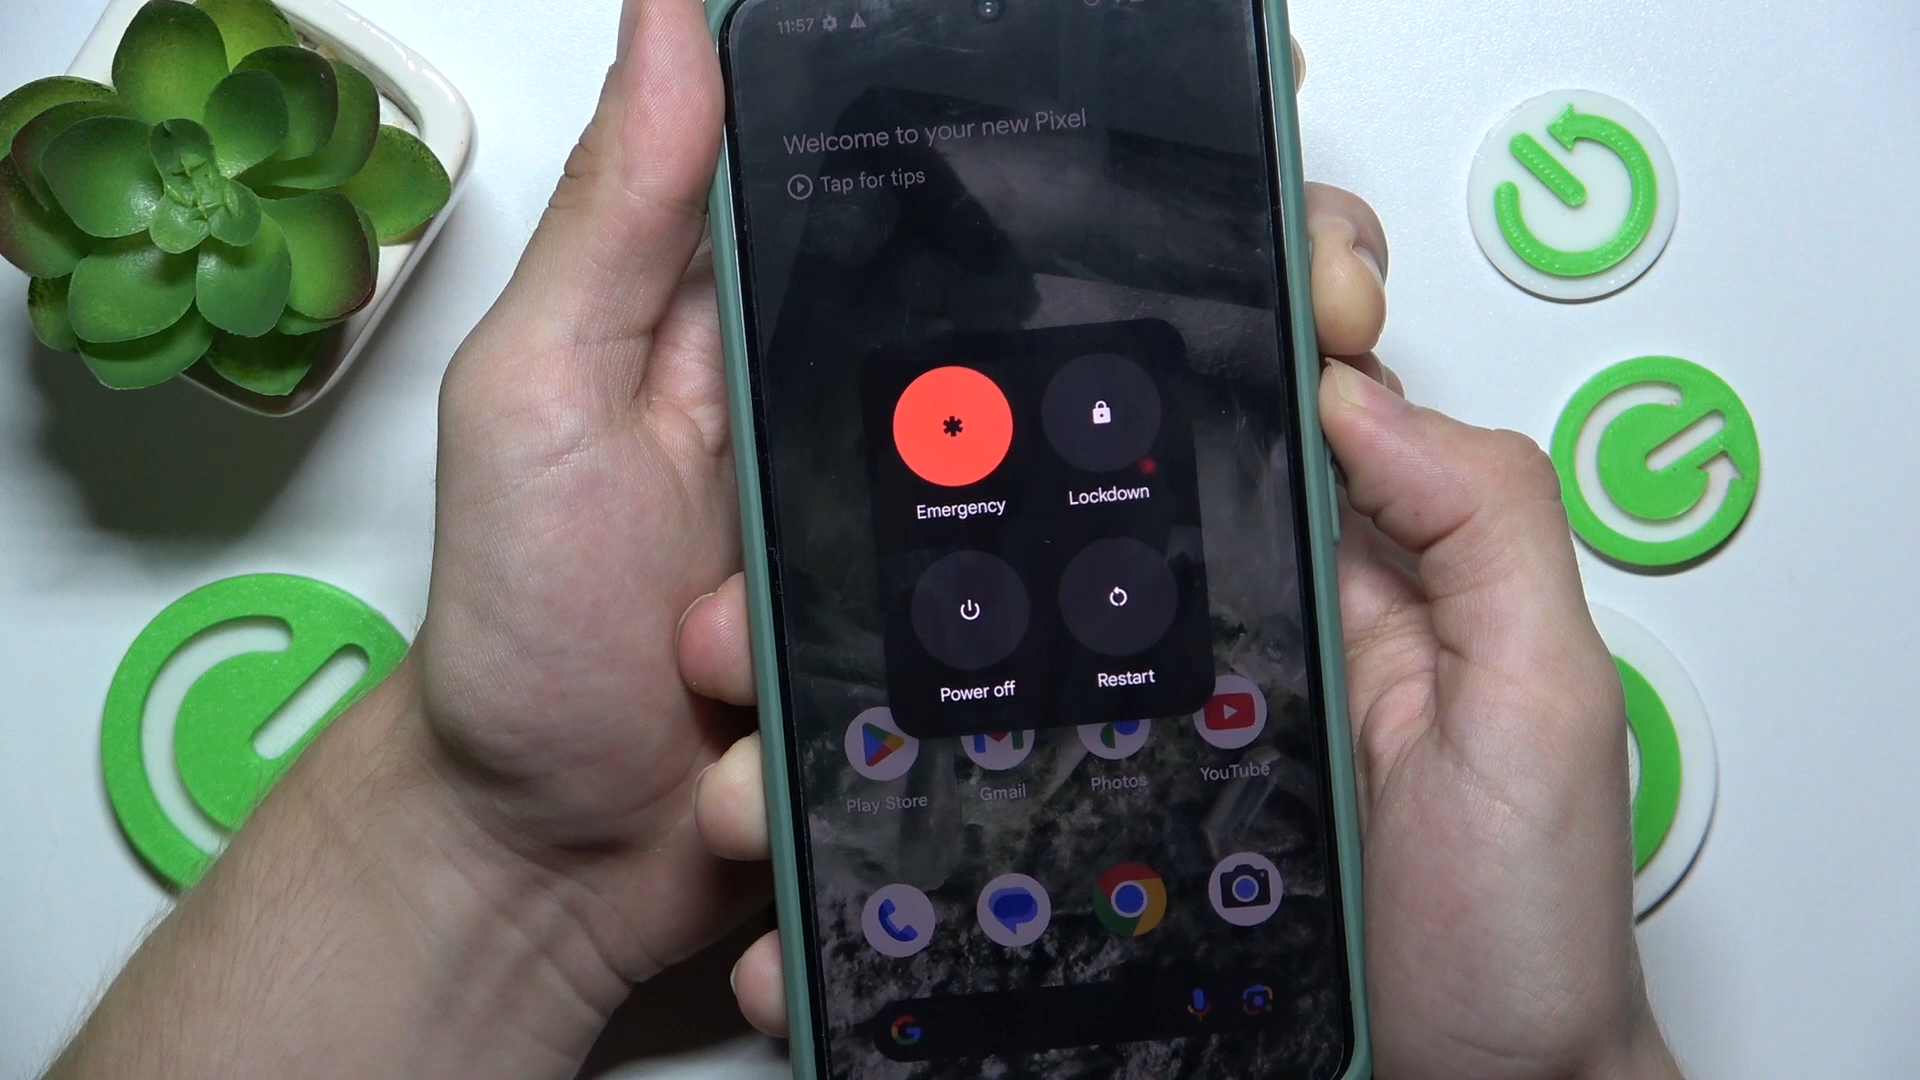 11:57
Welcome to your new Pixel
Tap for tips
Emergency
Lockdown
Power off
Restart
Play Store
Gmail
Photos
YouTube